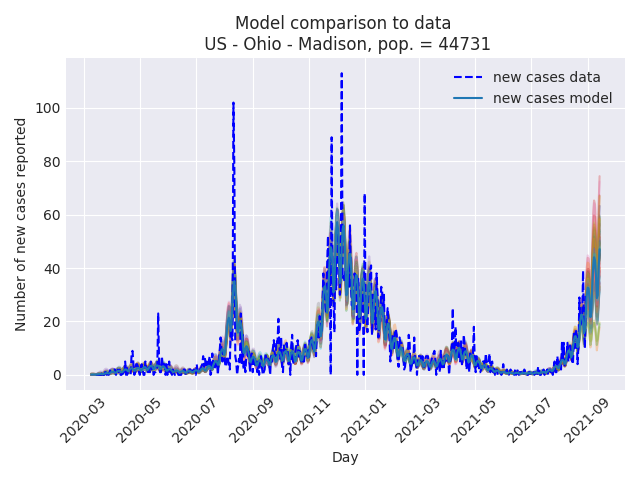 Model comparison to data
US - Ohio - Madison, pop. = 44731
new cases data
new cases model
Number of new cases reported
100
80
60
40
20
0
2020-03
2020-05
2020-07
2020-09
2020-11
2021-01
2021-03
2021-05
2021-07
2021-09
Day